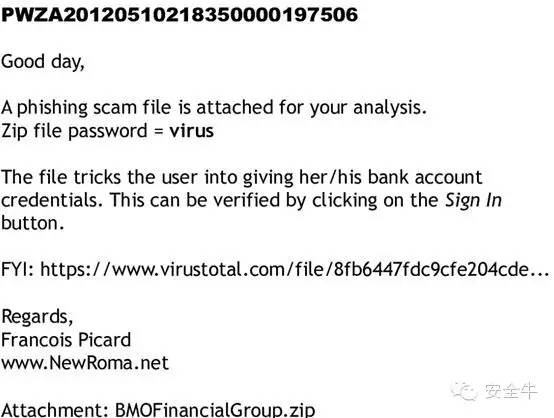 PWZA20120510218350000197506
Good day,
A phishing scam file is attached for your analysis.
Zip file password = virus
The file tricks the user into giving her/his bank account
credentials. This can be verified by clicking on the Sign In
button.
FYI: https://www.virustotal.com/file/8fb6447fdc9cfe204cde...
Regards,
Francois Picard
www.NewRoma.net
Attachment: BMOFinancialGroup.zip
安全牛